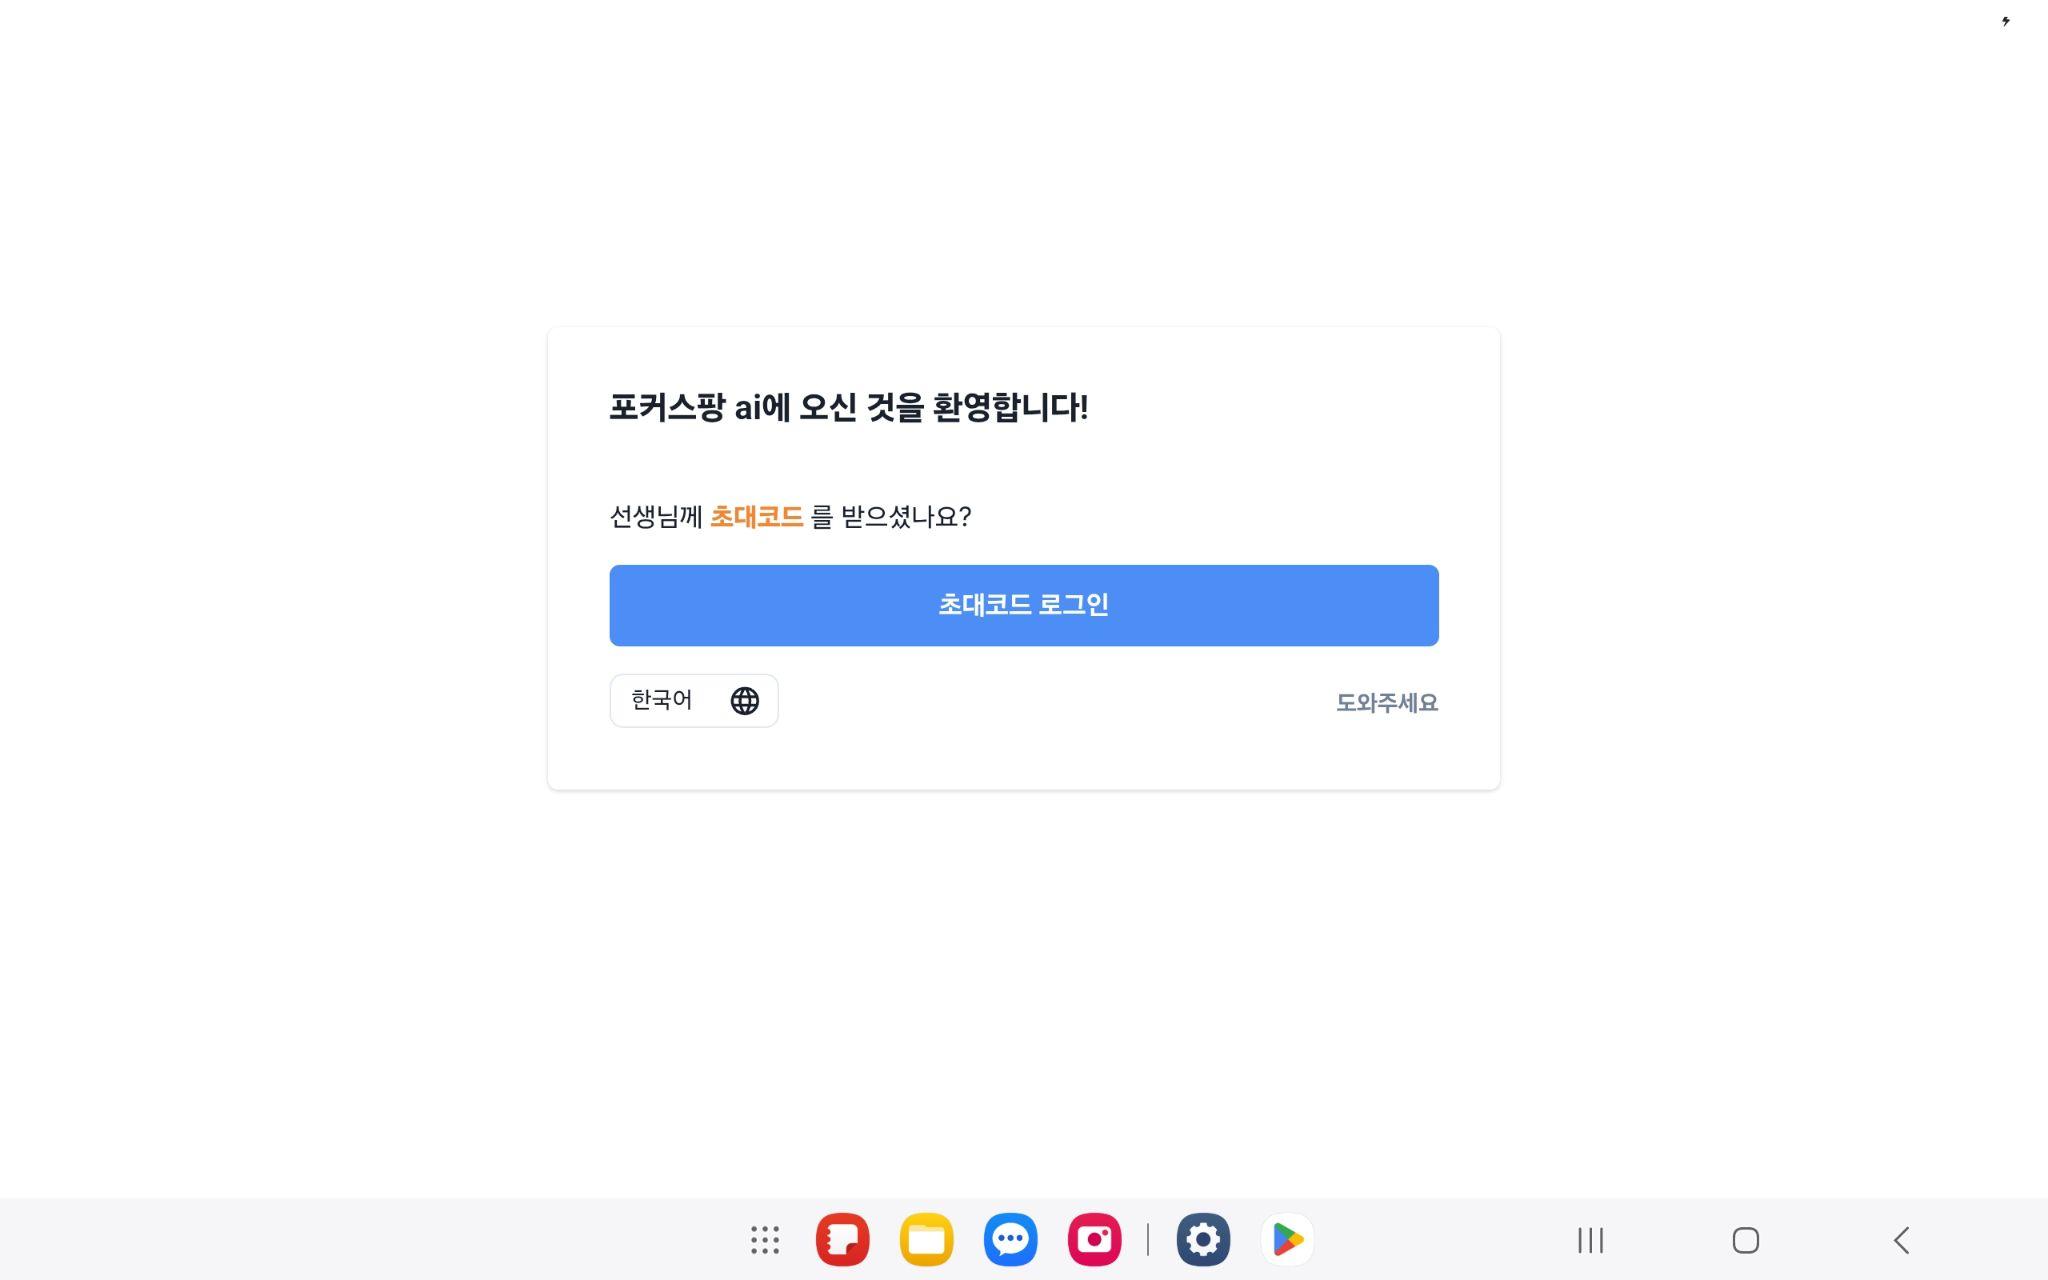 포커스팡 ai에 오신 것을 환영합니다!
선생님께 초대코드 를 받으셨나요?
초대코드 로그인
한국어
도와주세요